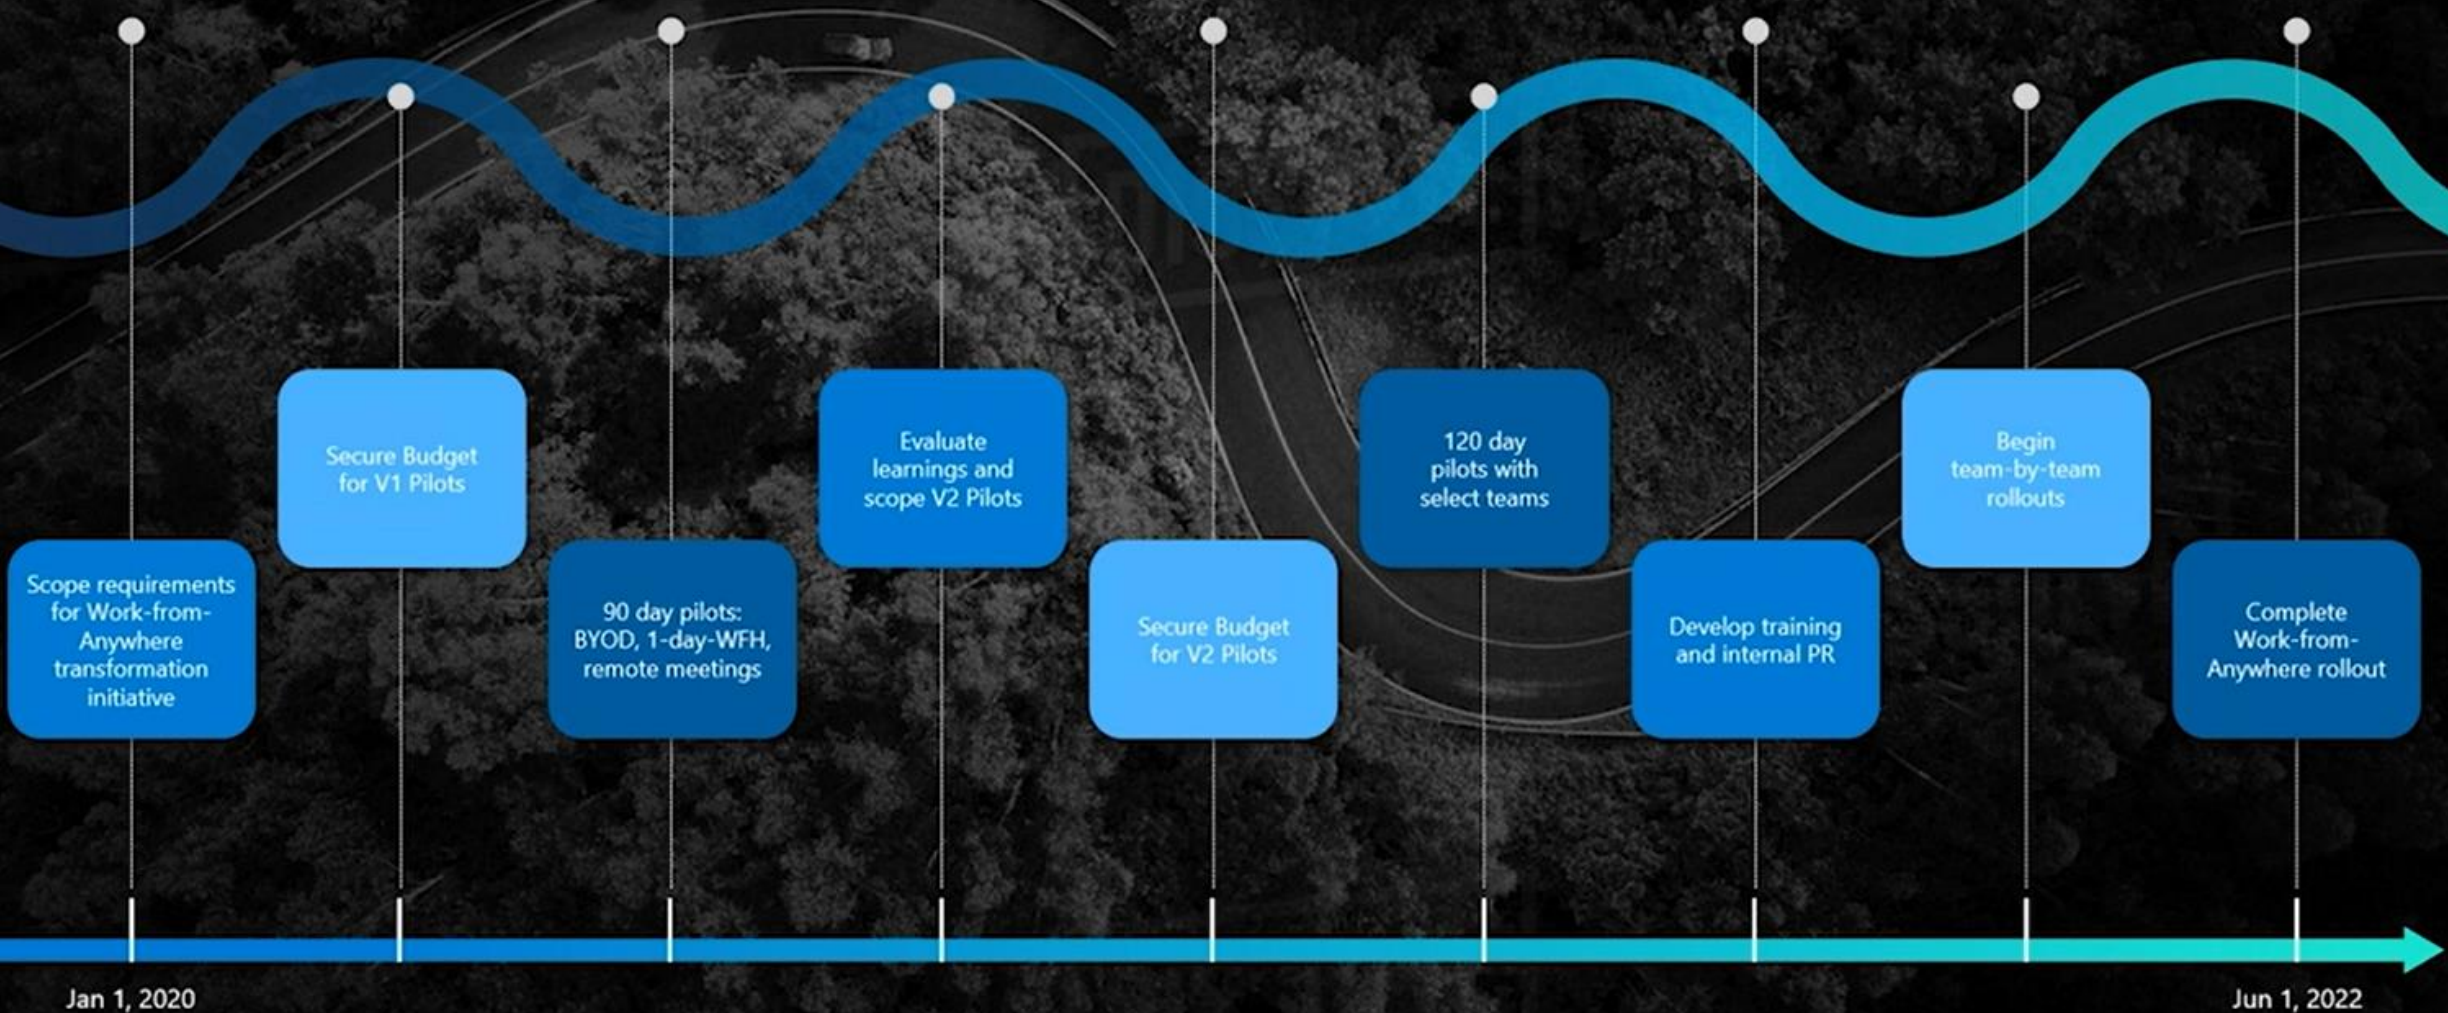 Scope requirements
for Work-from-
Anywhere
transformation
initiative
Secure Budget
for V1 Pilots
90 day pilots:
BYOD, 1-day-WFH,
remote meetings
Evaluate
learnings and
scope V2 Pilots
Secure Budget
for V2 Pilots
120 day
pilots with
select teams
Develop training
and internal PR
Begin
team-by-team
rollouts
Complete
Work-from-
Anywhere rollout
Jan 1, 2020
Jun 1, 2022